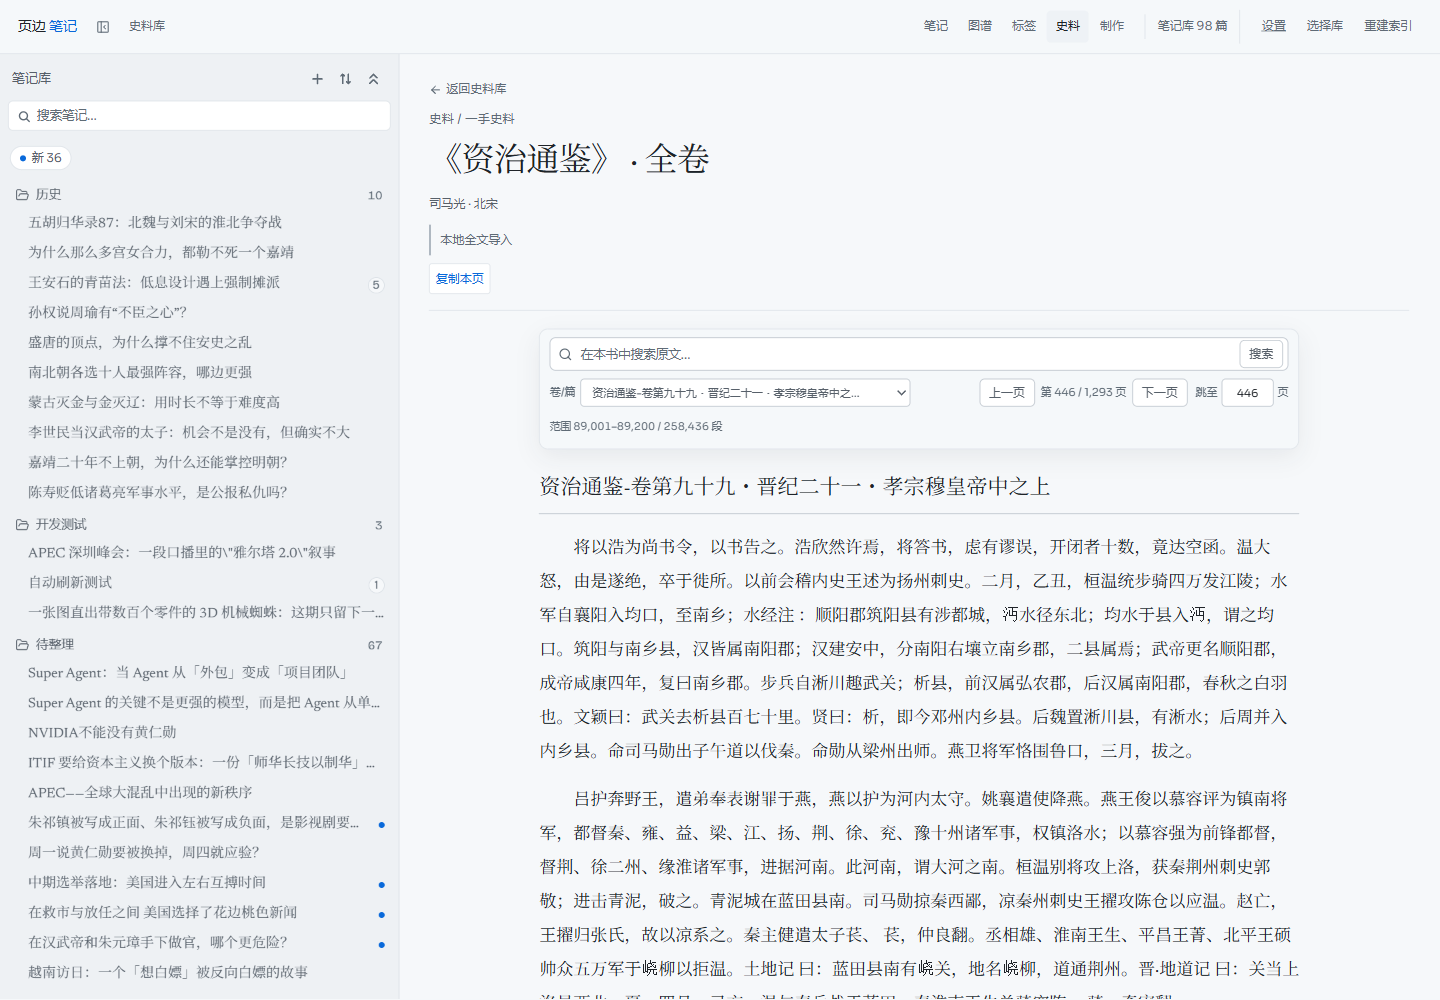 页边 笔记
史料库
笔记
图谱
标签
史料
制作
笔记库 98 篇
设置
选择库
重建索引
笔记库
搜索笔记...
新 36
历史 10
五胡归华录87：北魏与刘宋的淮北争夺战
为什么那么多宫女合力，都勒不死一个嘉靖
王安石的青苗法：低息设计遇上强制摊派 5
孙权说周瑜有“不臣之心”？
盛唐的顶点，为什么撑不住安史之乱
南北朝各选十人最强阵容，哪边更强
蒙古灭金与金灭辽：用时长不等于难度高
李世民当汉武帝的太子：机会不是没有，但确实不大
嘉靖二十年不上朝，为什么还能掌控明朝？
陈寿贬低诸葛亮军事水平，是公报私仇吗？
开发测试 3
APEC 深圳峰会：一段口播里的\"雅尔塔 2.0\"叙事
自动刷新测试 1
一张图直出带数百个零件的 3D 机械蜘蛛：这期只留下一...
待整理 67
Super Agent：当 Agent 从「外包」变成「项目团队」
Super Agent 的关键不是更强的模型，而是把 Agent 从单...
NVIDIA不能没有黄仁勋
ITIF 要给资本主义换个版本：一份「师华长技以制华」...
APEC——全球大混乱中出现的新秩序
朱祁镇被写成正面、朱祁钰被写成负面，是影视剧要...
周一说黄仁勋要被换掉，周四就应验？
中期选举落地：美国进入左右互搏时间
在救市与放任之间 美国选择了花边桃色新闻
在汉武帝和朱元璋手下做官，哪个更危险？
越南访日：一个「想白嫖」被反向白嫖的故事
返回史料库
史料 / 一手史料
《资治通鉴》 · 全卷
司马光 · 北宋
本地全文导入
复制本页
在本书中搜索原文...
搜索
卷/篇
资治通鉴-卷第九十九 · 晋纪二十一 · 孝宗穆皇帝中之...
上一页
第 446 / 1,293 页
下一页
跳至
446
页
范围 89,001–89,200 / 258,436 段
资治通鉴-卷第九十九・晋纪二十一・孝宗穆皇帝中之上
将以浩为尚书令，以书告之。浩欣然许焉，将答书，虑有谬误，开闭者十数，竟达空函。温大
怒，由是遂绝，卒于徙所。以前会稽内史王述为扬州刺史。二月，乙丑，桓温统步骑四万发江陵；水
军自襄阳入均口，至南乡；水经注 ：顺阳郡筑阳县有涉都城，沔水径东北；均水于县入沔，谓之均
口。筑阳与南乡县，汉皆属南阳郡；汉建安中，分南阳右壤立南乡郡，二县属焉；武帝更名顺阳郡，
成帝咸康四年，复曰南乡郡。步兵自淅川趣武关；析县，前汉属弘农郡，后汉属南阳郡，春秋之白羽
也。文颖曰：武关去析县百七十里。贤曰：析，即今邓州内乡县。后魏置淅川县，有淅水；后周并入
内乡县。命司马勋出子午道以伐秦。命勋从梁州出师。燕卫将军恪围鲁口，三月，拔之。
吕护奔野王，遣弟奉表谢罪于燕，燕以护为河内太守。姚襄遣使降燕。燕王俊以慕容评为镇南将
军，都督秦、雍、益、梁、江、扬、荆、徐、兖、豫十州诸军事，权镇洛水；以慕容强为前锋都督，
督荆、徐二州、缘淮诸军事，进据河南。此河南，谓大河之南。桓温别将攻上洛，获秦荆州刺史郭
敬；进击青泥，破之。青泥城在蓝田县南。司马勋掠秦西鄙，凉秦州刺史王擢攻陈仓以应温。赵亡，
王擢归张氏，故以凉系之。秦主健遣太子苌、 苌，仲良翻。丞相雄、淮南王生、平昌王菁、北平王硕
帅众五万军于峣柳以拒温。土地记 曰：蓝田县南有峣关，地名峣柳，道通荆州。晋·地道记 曰：关当上